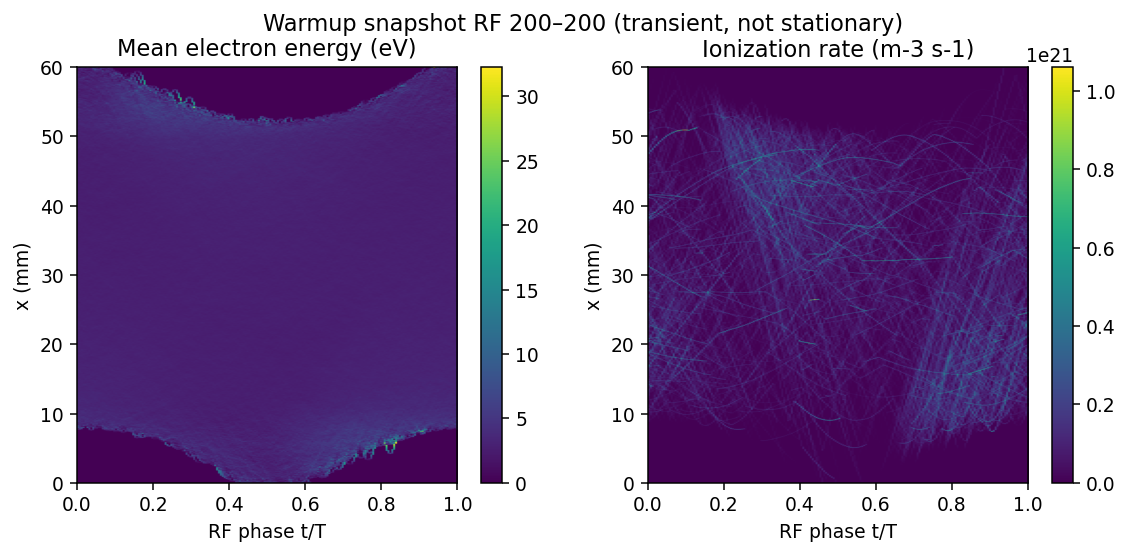 Warmup snapshot RF 200–200 (transient, not stationary)
Mean electron energy (eV)
60
50
40
30
20
10
0
x (mm)
0.0 0.2 0.4 0.6 0.8 1.0
RF phase t/T
30
25
20
15
10
5
0
Ionization rate (m-3 s-1)
1e21
60
50
40
30
20
10
0
x (mm)
0.0 0.2 0.4 0.6 0.8 1.0
RF phase t/T
1.0
0.8
0.6
0.4
0.2
0.0